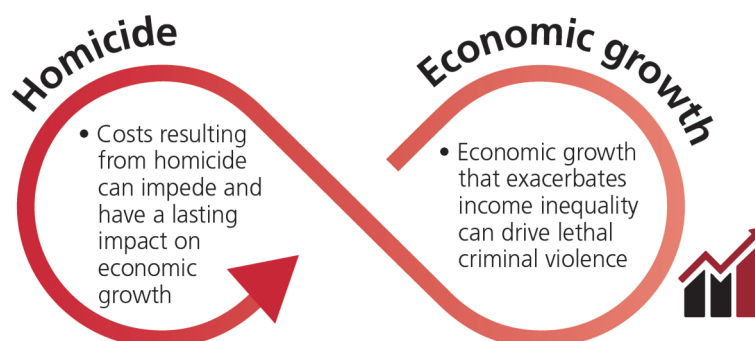 Homicide
• Costs resulting
from homicide
can impede and
have a lasting
impact on
economic
growth
Economic growth
• Economic growth
that exacerbates
income inequality
can drive lethal
criminal violence